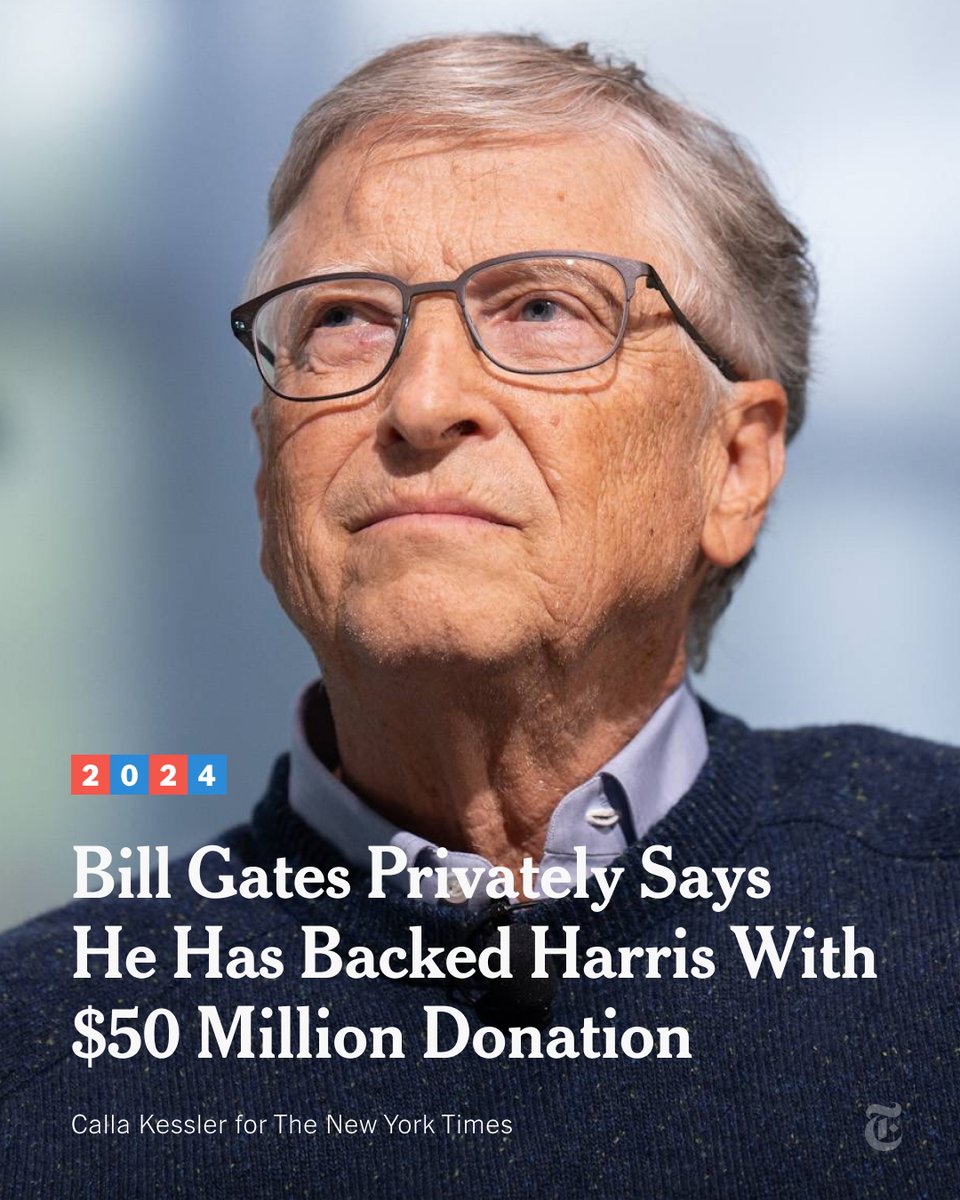 2024
Bill Gates Privately Says
He Has Backed Harris With
$50 Million Donation
Calla Kessler for The New York Times
T